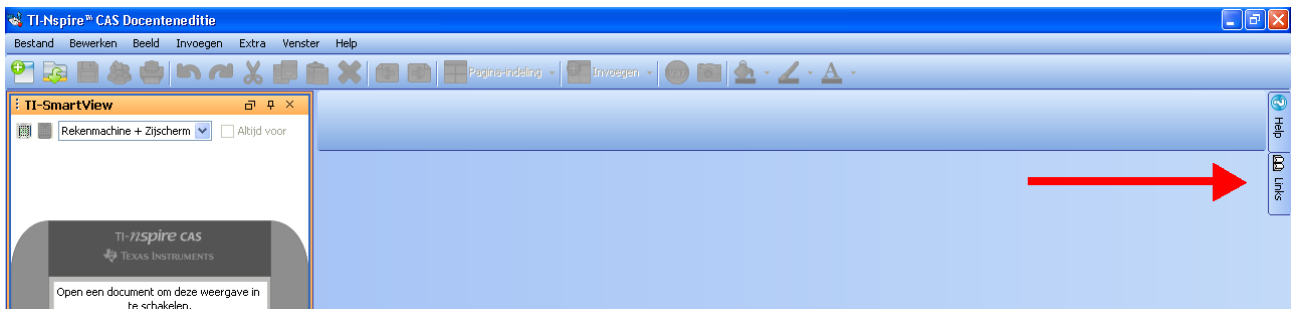 TI-Nspire™ CAS Docenteneditie
Bestand Bewerken Beeld Invoegen Extra Venster Help
Pagina-indeling Invoegen
TI-SmartView
Rekenmachine + Zijscherm Altijd voor
Help
Links
TI-nspire CAS
TEXAS INSTRUMENTS
Open een document om deze weergave in
te schakelen.